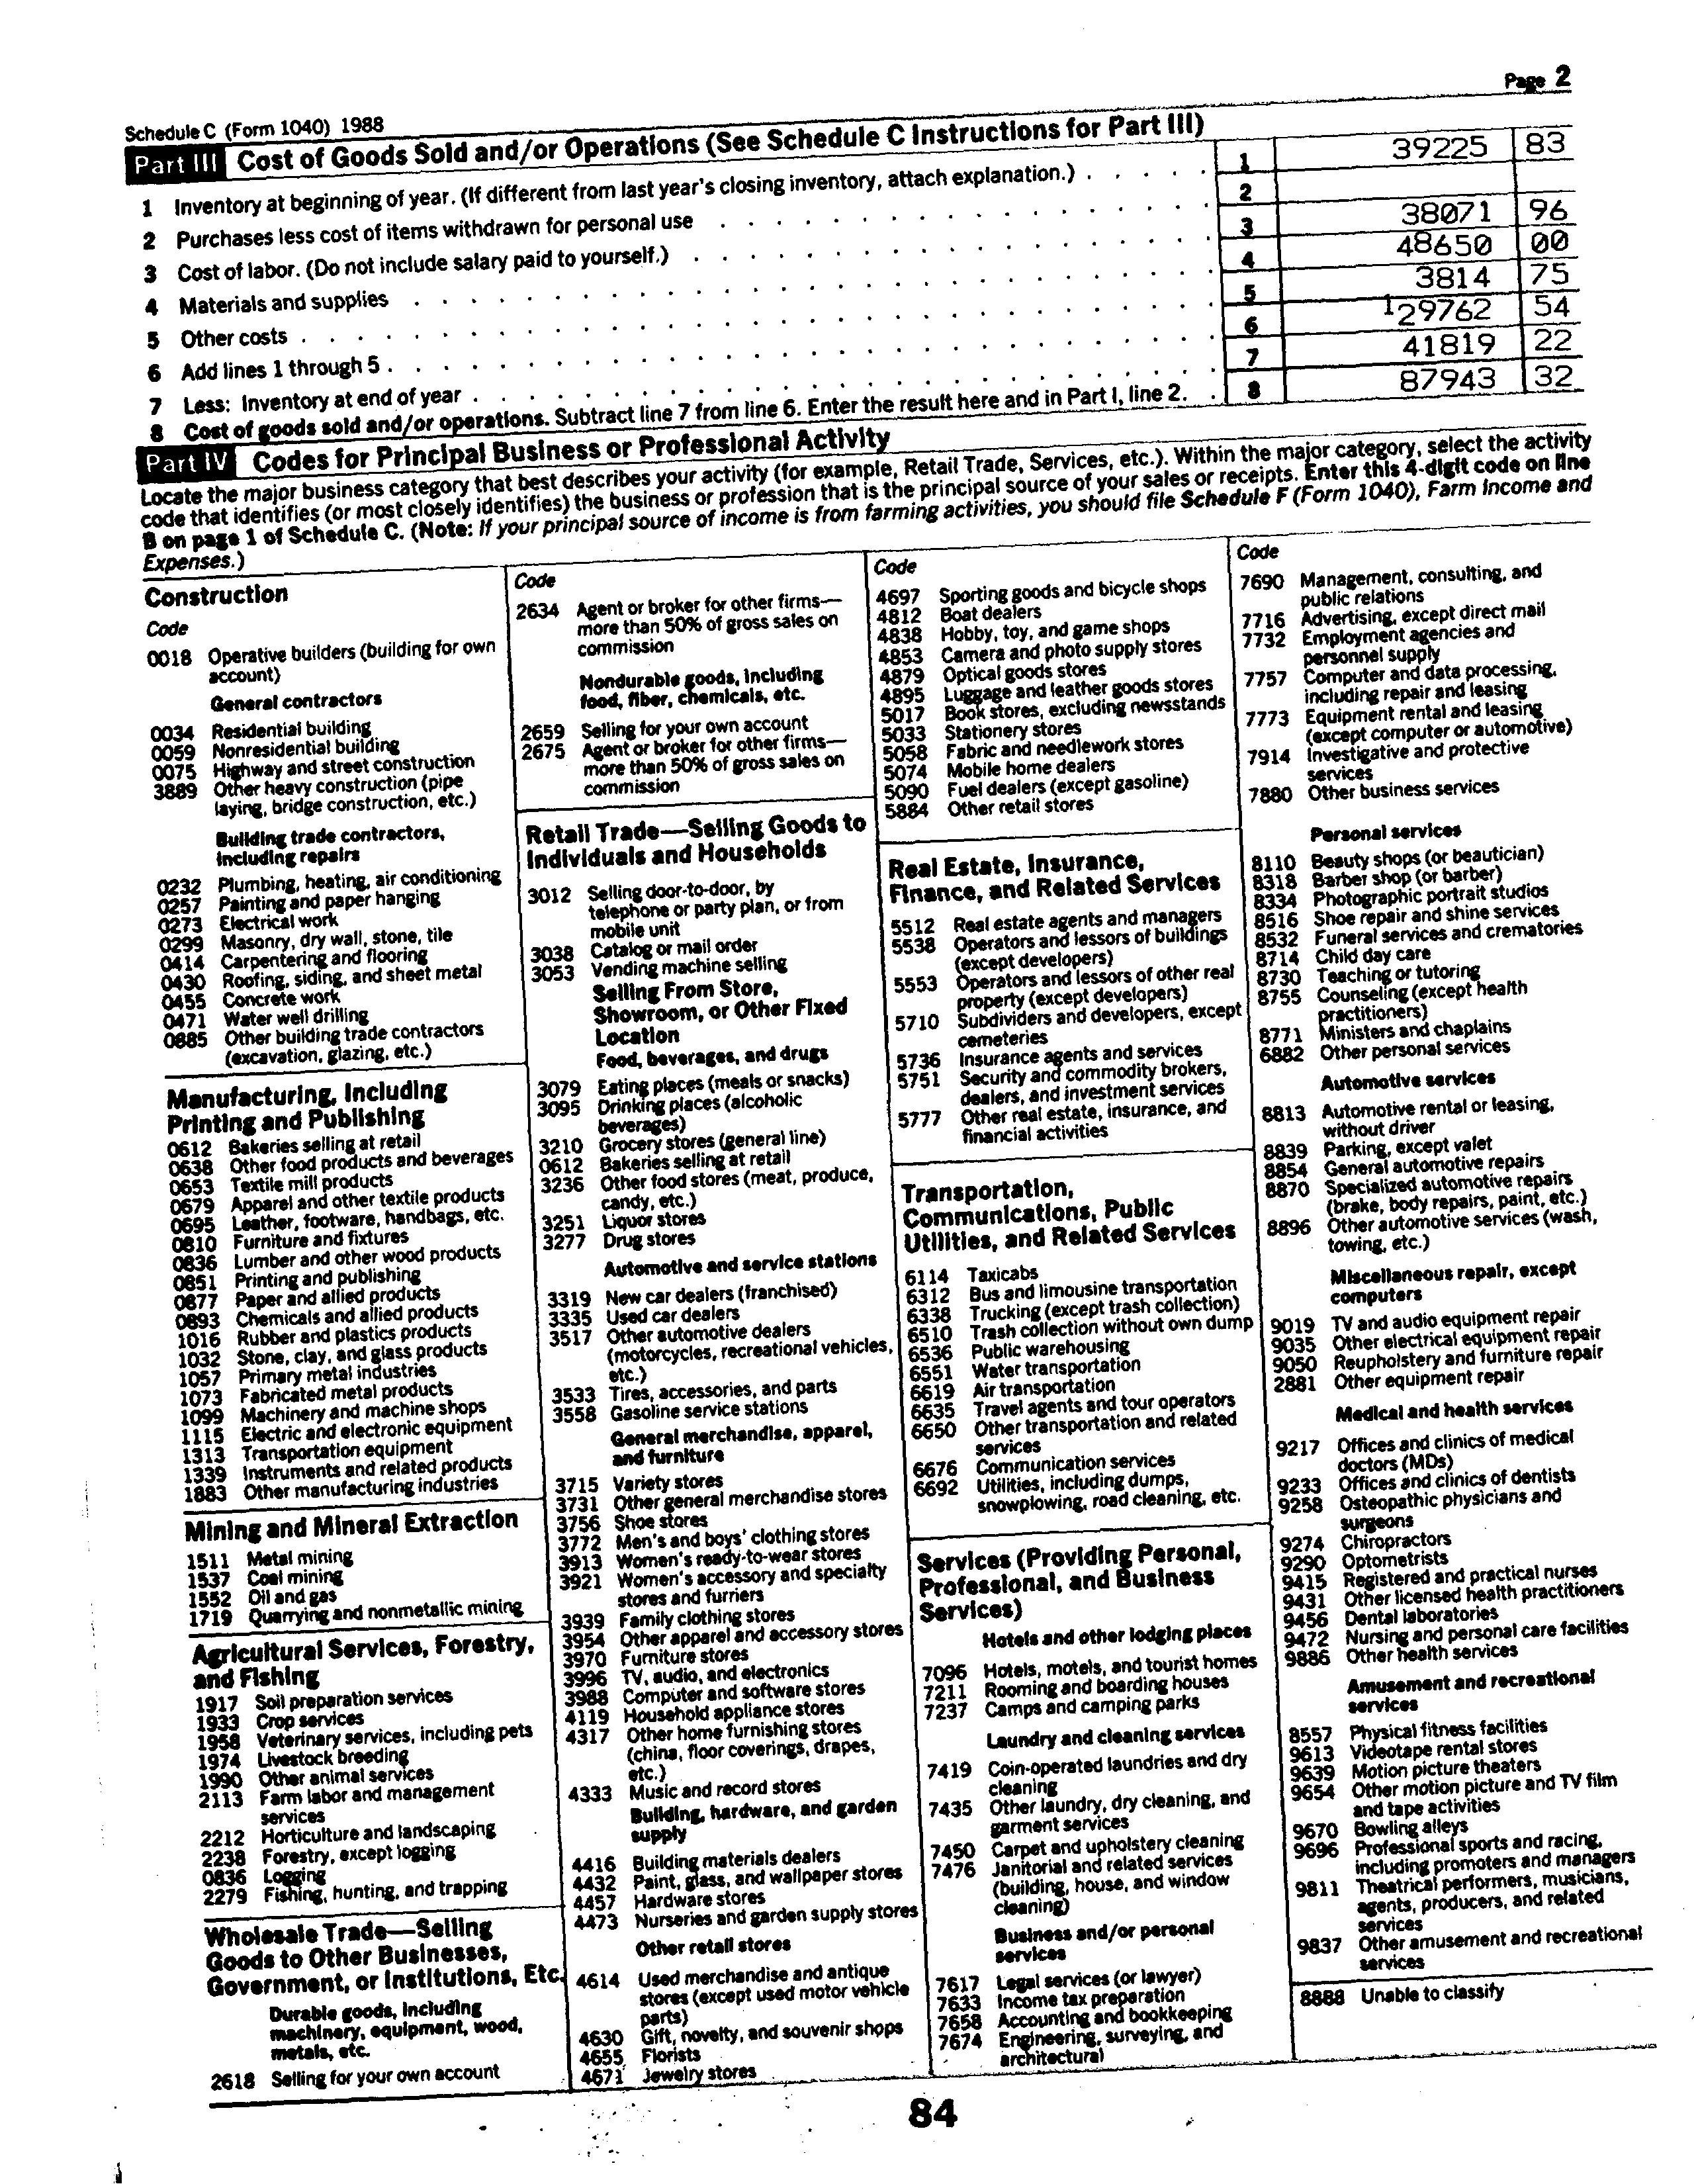 Page 2
Schedule C (Form 1040) 1988
Part III Cost of Goods Sold and/or Operations (See Schedule C Instructions for Part III)
1 Inventory at beginning of year. (If different from last year's closing inventory, attach explanation.) . . . . . 1 39225 83
2 Purchases less cost of items withdrawn for personal use 2
3 Cost of labor. (Do not include salary paid to yourself.) 3 38071 96
4 Materials and supplies 4 48650 00
5 Other costs 5 3814 75
6 Add lines 1 through 5 6 129762 54
7 Less: Inventory at end of year 7 41819 22
8 Cost of goods sold and/or operations. Subtract line 7 from line 6. Enter the result here and in Part I, line 2. . 8 87943 32
Part IV Codes for Principal Business or Professional Activity
Locate the major business category that best describes your activity (for example, Retail Trade, Services, etc.). Within the major category, select the activity
code that identifies (or most closely identifies) the business or profession that is the principal source of your sales or receipts. Enter this 4-digit code on line
B on page 1 of Schedule C. (Note: If your principal source of income is from farming activities, you should file Schedule F (Form 1040), Farm Income and
Expenses.)
Construction
Code
0018 Operative builders (building for own
account)
General contractors
0034 Residential building
0059 Nonresidential building
0075 Highway and street construction
3889 Other heavy construction (pipe
laying, bridge construction, etc.)
Building trade contractors,
including repairs
0232 Plumbing, heating, air conditioning
0257 Painting and paper hanging
0273 Electrical work
0299 Masonry, dry wall, stone, tile
0414 Carpentering and flooring
0430 Roofing, siding, and sheet metal
0455 Concrete work
0471 Water well drilling
0885 Other building trade contractors
(excavation, glazing, etc.)
Manufacturing, Including
Printing and Publishing
0612 Bakeries selling at retail
0638 Other food products and beverages
0653 Textile mill products
0679 Apparel and other textile products
0695 Leather, footware, handbags, etc.
0810 Furniture and fixtures
0836 Lumber and other wood products
0851 Printing and publishing
0877 Paper and allied products
0893 Chemicals and allied products
1016 Rubber and plastics products
1032 Stone, clay, and glass products
1057 Primary metal industries
1073 Fabricated metal products
1099 Machinery and machine shops
1115 Electric and electronic equipment
1313 Transportation equipment
1339 Instruments and related products
1883 Other manufacturing industries
Mining and Mineral Extraction
1511 Metal mining
1537 Coal mining
1552 Oil and gas
1719 Quarrying and nonmetallic mining
Agricultural Services, Forestry,
and Fishing
1917 Soil preparation services
1933 Crop services
1958 Veterinary services, including pets
1974 Livestock breeding
1990 Other animal services
2113 Farm labor and management
services
2212 Horticulture and landscaping
2238 Forestry, except logging
0836 Logging
2279 Fishing, hunting, and trapping
Wholesale Trade—Selling
Goods to Other Businesses,
Government, or Institutions, Etc.
Durable goods, including
machinery, equipment, wood,
metals, etc.
2618 Selling for your own account
Code
2634 Agent or broker for other firms—
more than 50% of gross sales on
commission
Nondurable goods, including
food, fiber, chemicals, etc.
2659 Selling for your own account
2675 Agent or broker for other firms—
more than 50% of gross sales on
commission
Retail Trade—Selling Goods to
Individuals and Households
3012 Selling door-to-door, by
telephone or party plan, or from
mobile unit
3038 Catalog or mail order
3053 Vending machine selling
Selling From Store,
Showroom, or Other Fixed
Location
Food, beverages, and drugs
3079 Eating places (meals or snacks)
3095 Drinking places (alcoholic
beverages)
3210 Grocery stores (general line)
0612 Bakeries selling at retail
3236 Other food stores (meat, produce,
candy, etc.)
3251 Liquor stores
3277 Drug stores
Automotive and service stations
3319 New car dealers (franchised)
3335 Used car dealers
3517 Other automotive dealers
(motorcycles, recreational vehicles,
etc.)
3533 Tires, accessories, and parts
3558 Gasoline service stations
General merchandise, apparel,
and furniture
3715 Variety stores
3731 Other general merchandise stores
3756 Shoe stores
3772 Men's and boys' clothing stores
3913 Women's ready-to-wear stores
3921 Women's accessory and specialty
stores and furriers
3939 Family clothing stores
3954 Other apparel and accessory stores
3970 Furniture stores
3996 TV, audio, and electronics
3988 Computer and software stores
4119 Household appliance stores
4317 Other home furnishing stores
(china, floor coverings, drapes,
etc.)
4333 Music and record stores
Building, hardware, and garden
supply
4416 Building materials dealers
4432 Paint, glass, and wallpaper stores
4457 Hardware stores
4473 Nurseries and garden supply stores
Other retail stores
4614 Used merchandise and antique
stores (except used motor vehicle
parts)
4630 Gift, novelty, and souvenir shops
4655 Florists
4671 Jewelry stores
Code
4697 Sporting goods and bicycle shops
4812 Boat dealers
4838 Hobby, toy, and game shops
4853 Camera and photo supply stores
4879 Optical goods stores
4895 Luggage and leather goods stores
5017 Book stores, excluding newsstands
5033 Stationery stores
5058 Fabric and needlework stores
5074 Mobile home dealers
5090 Fuel dealers (except gasoline)
5884 Other retail stores
Real Estate, Insurance,
Finance, and Related Services
5512 Real estate agents and managers
5538 Operators and lessors of buildings
(except developers)
5553 Operators and lessors of other real
property (except developers)
5710 Subdividers and developers, except
cemeteries
5736 Insurance agents and services
5751 Security and commodity brokers,
dealers, and investment services
5777 Other real estate, insurance, and
financial activities
Transportation,
Communications, Public
Utilities, and Related Services
6114 Taxicabs
6312 Bus and limousine transportation
6338 Trucking (except trash collection)
6510 Trash collection without own dump
6536 Public warehousing
6551 Water transportation
6619 Air transportation
6635 Travel agents and tour operators
6650 Other transportation and related
services
6676 Communication services
6692 Utilities, including dumps,
snowplowing, road cleaning, etc.
Services (Providing Personal,
Professional, and Business
Services)
Hotels and other lodging places
7096 Hotels, motels, and tourist homes
7211 Rooming and boarding houses
7237 Camps and camping parks
Laundry and cleaning services
7419 Coin-operated laundries and dry
cleaning
7435 Other laundry, dry cleaning, and
garment services
7450 Carpet and upholstery cleaning
7476 Janitorial and related services
(building, house, and window
cleaning)
Business and/or personal
services
7617 Legal services (or lawyer)
7633 Income tax preparation
7658 Accounting and bookkeeping
7674 Engineering, surveying, and
architectural
Code
7690 Management, consulting, and
public relations
7716 Advertising, except direct mail
7732 Employment agencies and
personnel supply
7757 Computer and data processing,
including repair and leasing
7773 Equipment rental and leasing
(except computer or automotive)
7914 Investigative and protective
services
7880 Other business services
Personal services
8110 Beauty shops (or beautician)
8318 Barber shop (or barber)
8334 Photographic portrait studios
8516 Shoe repair and shine services
8532 Funeral services and crematories
8714 Child day care
8730 Teaching or tutoring
8755 Counseling (except health
practitioners)
8771 Ministers and chaplains
6882 Other personal services
Automotive services
8813 Automotive rental or leasing,
without driver
8839 Parking, except valet
8854 General automotive repairs
8870 Specialized automotive repairs
(brake, body repairs, paint, etc.)
8896 Other automotive services (wash,
towing, etc.)
Miscellaneous repair, except
computers
9019 TV and audio equipment repair
9035 Other electrical equipment repair
9050 Reupholstery and furniture repair
2881 Other equipment repair
Medical and health services
9217 Offices and clinics of medical
doctors (MDs)
9233 Offices and clinics of dentists
9258 Osteopathic physicians and
surgeons
9274 Chiropractors
9290 Optometrists
9415 Registered and practical nurses
9431 Other licensed health practitioners
9456 Dental laboratories
9472 Nursing and personal care facilities
9886 Other health services
Amusement and recreational
services
8557 Physical fitness facilities
9613 Videotape rental stores
9639 Motion picture theaters
9654 Other motion picture and TV film
and tape activities
9670 Bowling alleys
9696 Professional sports and racing,
including promoters and managers
9811 Theatrical performers, musicians,
agents, producers, and related
services
9837 Other amusement and recreational
services
8888 Unable to classify
84